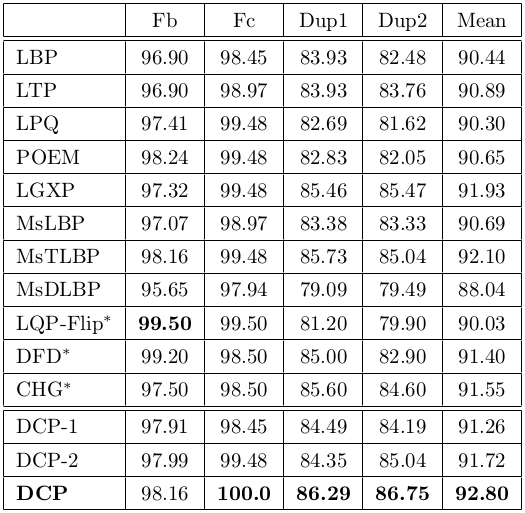 Fb Fc Dup1 Dup2 Mean
LBP 96.90 98.45 83.93 82.48 90.44
LTP 96.90 98.97 83.93 83.76 90.89
LPQ 97.41 99.48 82.69 81.62 90.30
POEM 98.24 99.48 82.83 82.05 90.65
LGXP 97.32 99.48 85.46 85.47 91.93
MsLBP 97.07 98.97 83.38 83.33 90.69
MsTLBP 98.16 99.48 85.73 85.04 92.10
MsDLBP 95.65 97.94 79.09 79.49 88.04
LQP-Flip* 99.50 99.50 81.20 79.90 90.03
DFD* 99.20 98.50 85.00 82.90 91.40
CHG* 97.50 98.50 85.60 84.60 91.55
DCP-1 97.91 98.45 84.49 84.19 91.26
DCP-2 97.99 99.48 84.35 85.04 91.72
DCP 98.16 100.0 86.29 86.75 92.80